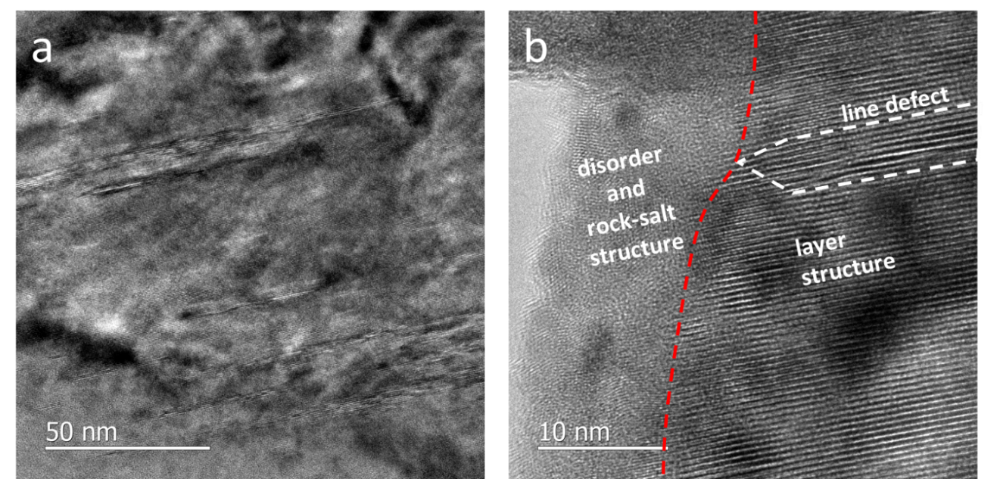 a
50 nm
b
line defect
disorder
and
rock-salt
structure
layer
structure
10 nm